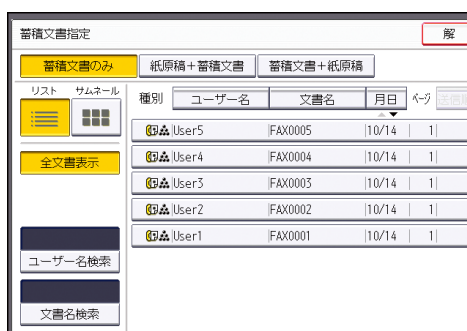 蓄積文書指定
解
蓄積文書のみ
紙原稿+蓄積文書
蓄積文書+紙原稿
リスト サムネール
種別 ユーザー名 文書名 月日 ページ
全文書表示
User5 FAX0005 10/14 1
User4 FAX0004 10/14 1
User3 FAX0003 10/14 1
User2 FAX0002 10/14 1
User1 FAX0001 10/14 1
ユーザー名検索
文書名検索